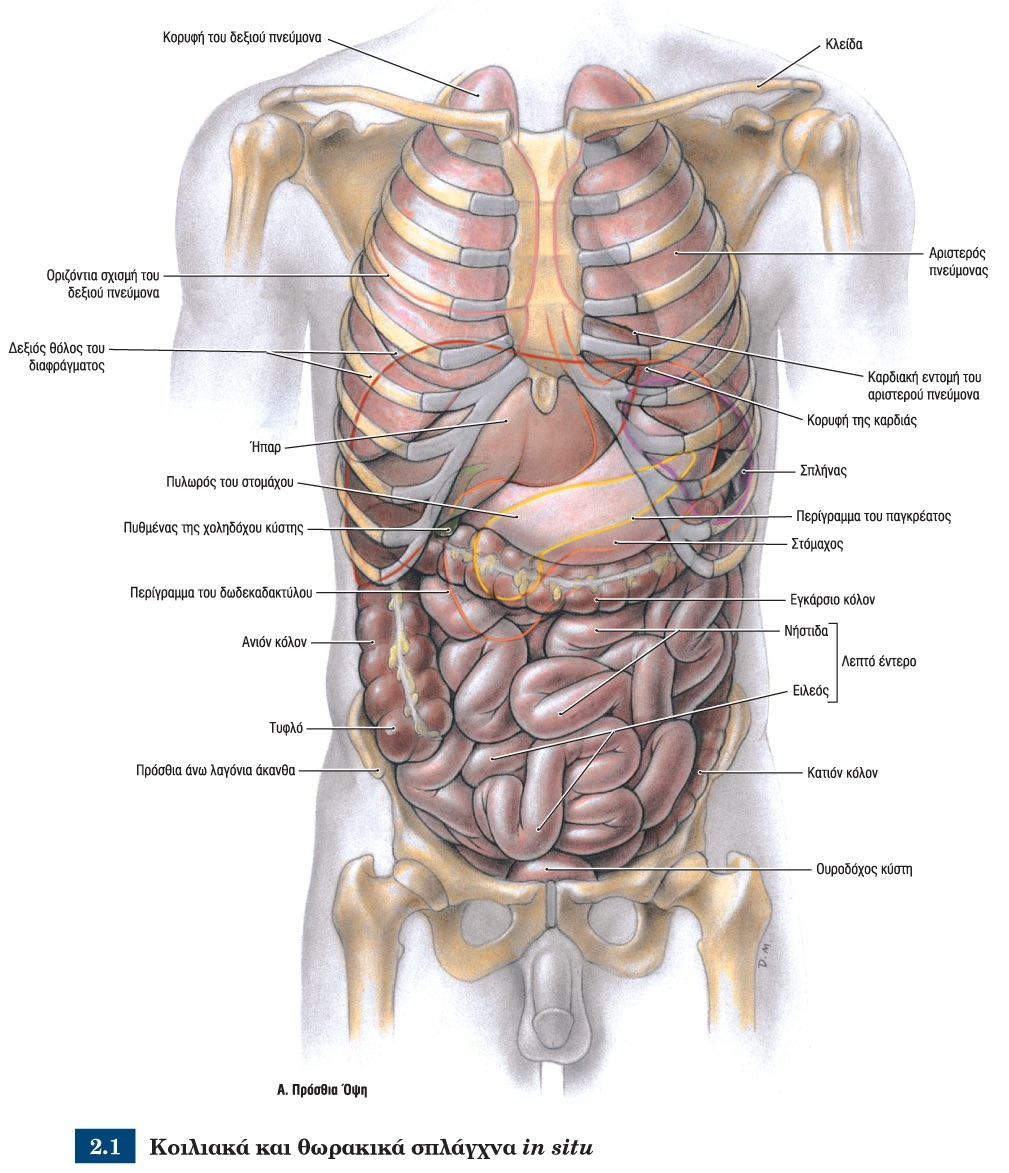 Κορυφή του δεξιού πνεύμονα
Κλείδα
Αριστερός
πνεύμονας
Οριζόντια σχισμή του
δεξιού πνεύμονα
Δεξιός θόλος του
διαφράγματος
Καρδιακή εντομή του
αριστερού πνεύμονα
Κορυφή της καρδιάς
Ήπαρ
Σπλήνας
Πυλωρός του στομάχου
Περίγραμμα του παγκρέατος
Πυθμένας της χοληδόχου κύστης
Στόμαχος
Περίγραμμα του δωδεκαδακτύλου
Εγκάρσιο κόλον
Νήστιδα
Ανιόν κόλον
Λεπτό έντερο
Ειλεός
Τυφλό
Πρόσθια άνω λαγόνια άκανθα
Κατιόν κόλον
Ουροδόχος κύστη
D.M.
Α. Πρόσθια Όψη
2.1 Κοιλιακά και θωρακικά σπλάγχνα in situ